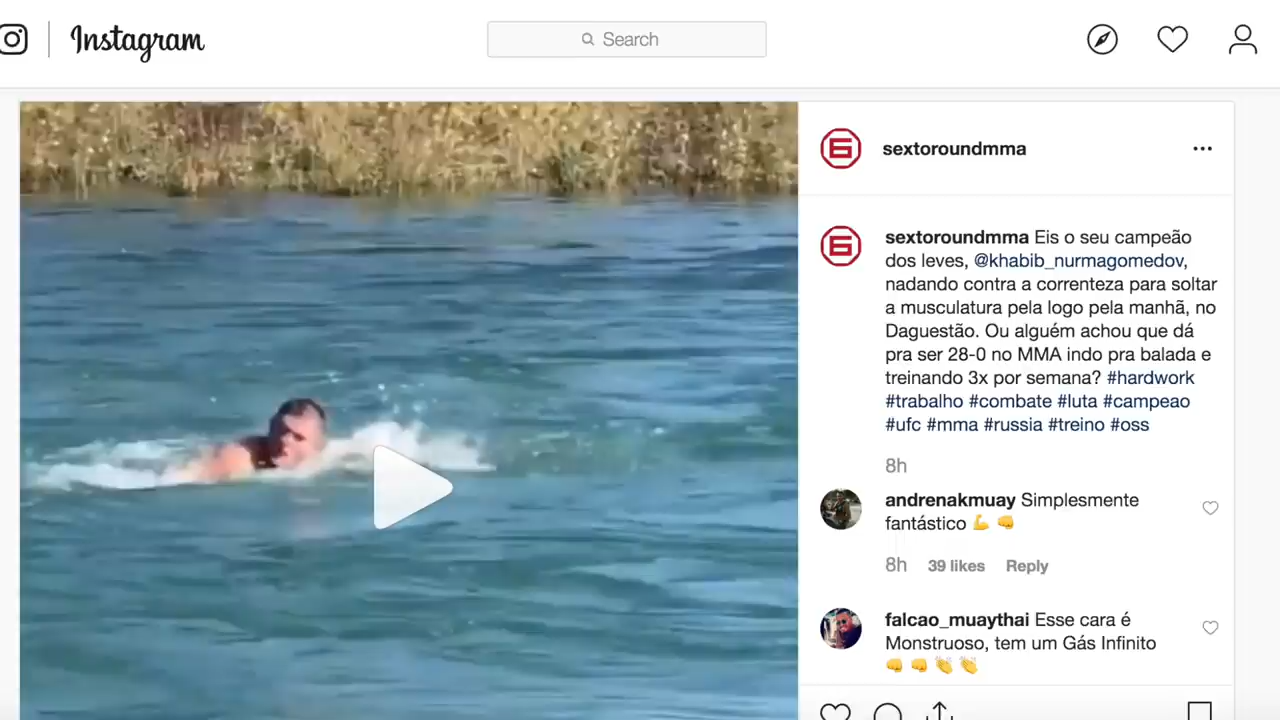 Instagram
Search
sextoroundmma
sextoroundmma Eis o seu campeão
dos leves, @khabib_nurmagomedov,
nadando contra a correnteza para soltar
a musculatura pela logo pela manhã, no
Daguestão. Ou alguém achou que dá
pra ser 28-0 no MMA indo pra balada e
treinando 3x por semana? #hardwork
#trabalho #combate #luta #campeao
#ufc #mma #russia #treino #oss
8h
andrenakmuay Simplesmente
fantástico 💪 👊
8h 39 likes Reply
falcao_muaythai Esse cara é
Monstruoso, tem um Gás Infinito
👊 👊 👏 👏